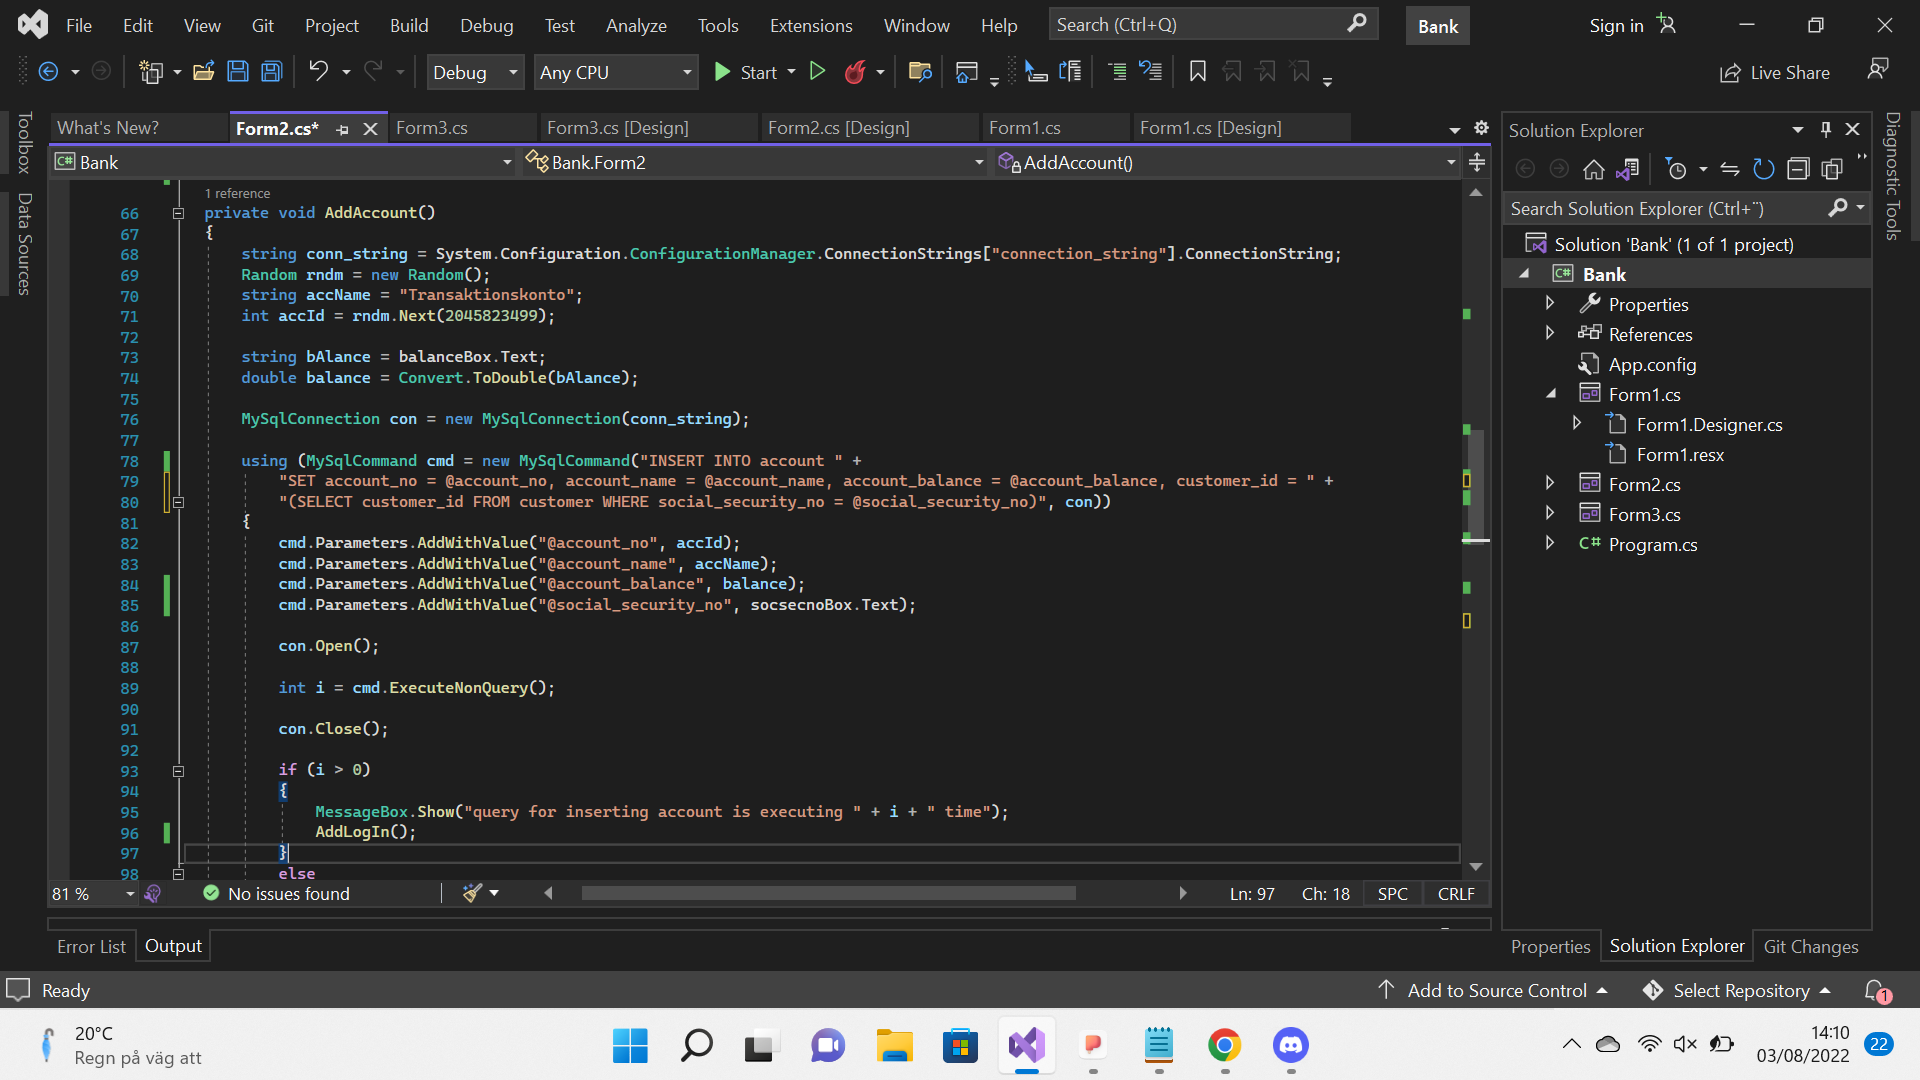 File Edit View Git Project Build Debug Test Analyze Tools Extensions Window Help Search (Ctrl+Q) Bank Sign in
Debug Any CPU Start Live Share
What's New? Form2.cs* Form3.cs Form3.cs [Design] Form2.cs [Design] Form1.cs Form1.cs [Design]
Bank Bank.Form2 AddAccount()
Toolbox
Data Sources
1 reference
66 private void AddAccount()
67 {
68 string conn_string = System.Configuration.ConfigurationManager.ConnectionStrings["connection_string"].ConnectionString;
69 Random rndm = new Random();
70 string accName = "Transaktionskonto";
71 int accId = rndm.Next(2045823499);
72
73 string bAlance = balanceBox.Text;
74 double balance = Convert.ToDouble(bAlance);
75
76 MySqlConnection con = new MySqlConnection(conn_string);
77
78 using (MySqlCommand cmd = new MySqlCommand("INSERT INTO account " +
79 "SET account_no = @account_no, account_name = @account_name, account_balance = @account_balance, customer_id = " +
80 "(SELECT customer_id FROM customer WHERE social_security_no = @social_security_no)", con))
81 {
82 cmd.Parameters.AddWithValue("@account_no", accId);
83 cmd.Parameters.AddWithValue("@account_name", accName);
84 cmd.Parameters.AddWithValue("@account_balance", balance);
85 cmd.Parameters.AddWithValue("@social_security_no", socsecnoBox.Text);
86
87 con.Open();
88
89 int i = cmd.ExecuteNonQuery();
90
91 con.Close();
92
93 if (i > 0)
94 {
95 MessageBox.Show("query for inserting account is executing " + i + " time");
96 AddLogIn();
97 }
98 else
81 % No issues found Ln: 97 Ch: 18 SPC CRLF
Error List Output
Solution Explorer
Search Solution Explorer (Ctrl+¨)
Solution 'Bank' (1 of 1 project)
C# Bank
Properties
References
App.config
Form1.cs
Form1.Designer.cs
Form1.resx
Form2.cs
Form3.cs
C# Program.cs
Properties Solution Explorer Git Changes
Diagnostic Tools
Ready Add to Source Control Select Repository 1
20°C
Regn på väg att
14:10
03/08/2022
22